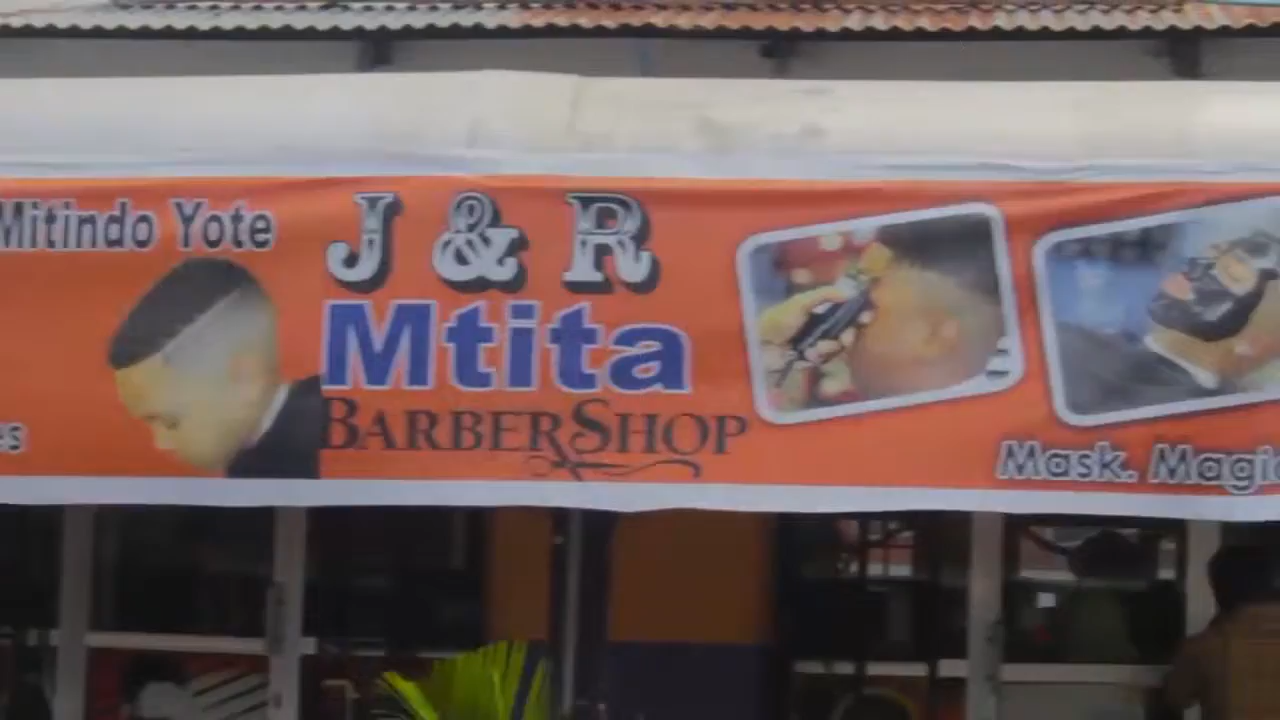 Mitindo Yote
J & R
Mtita
BARBERSHOP
Mask. Magic